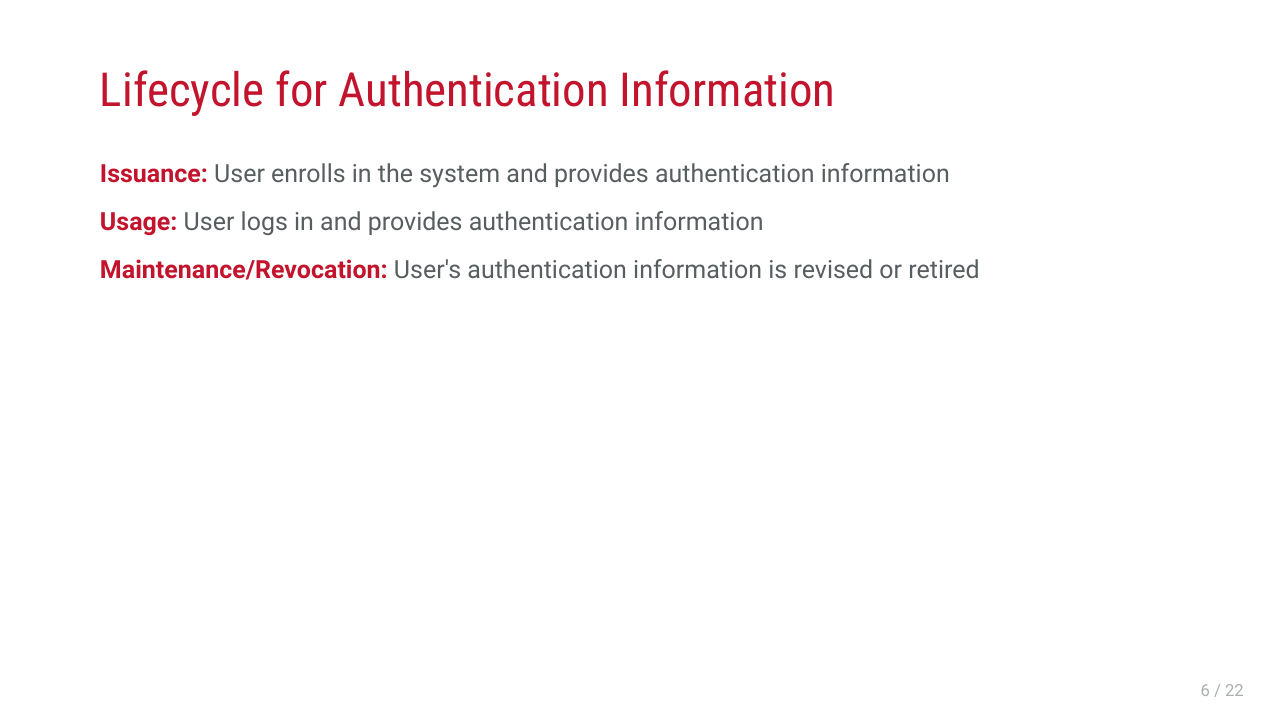 Lifecycle for Authentication Information
Issuance: User enrolls in the system and provides authentication information
Usage: User logs in and provides authentication information
Maintenance/Revocation: User's authentication information is revised or retired
6 / 22